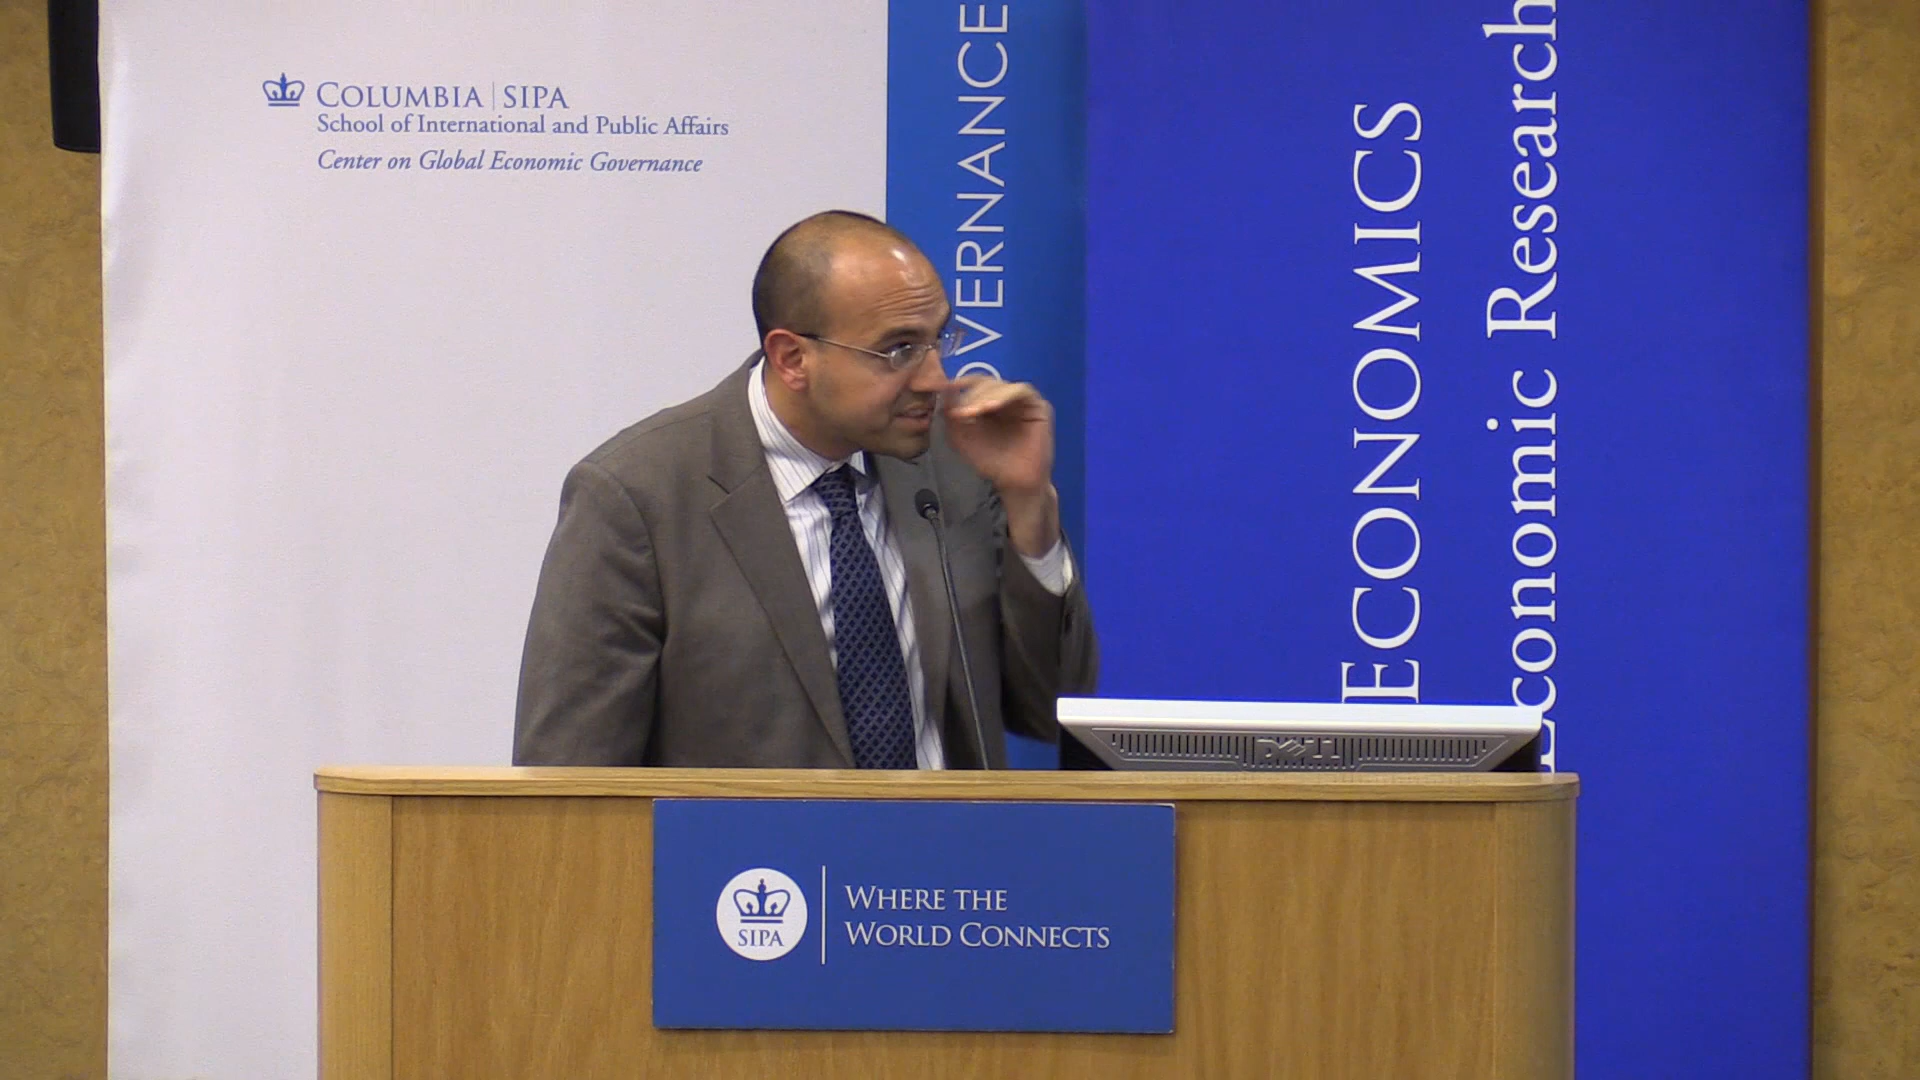 COLUMBIA | SIPA
School of International and Public Affairs
Center on Global Economic Governance
ECONOMICS
Economic Research
DELL
SIPA
WHERE THE
WORLD CONNECTS